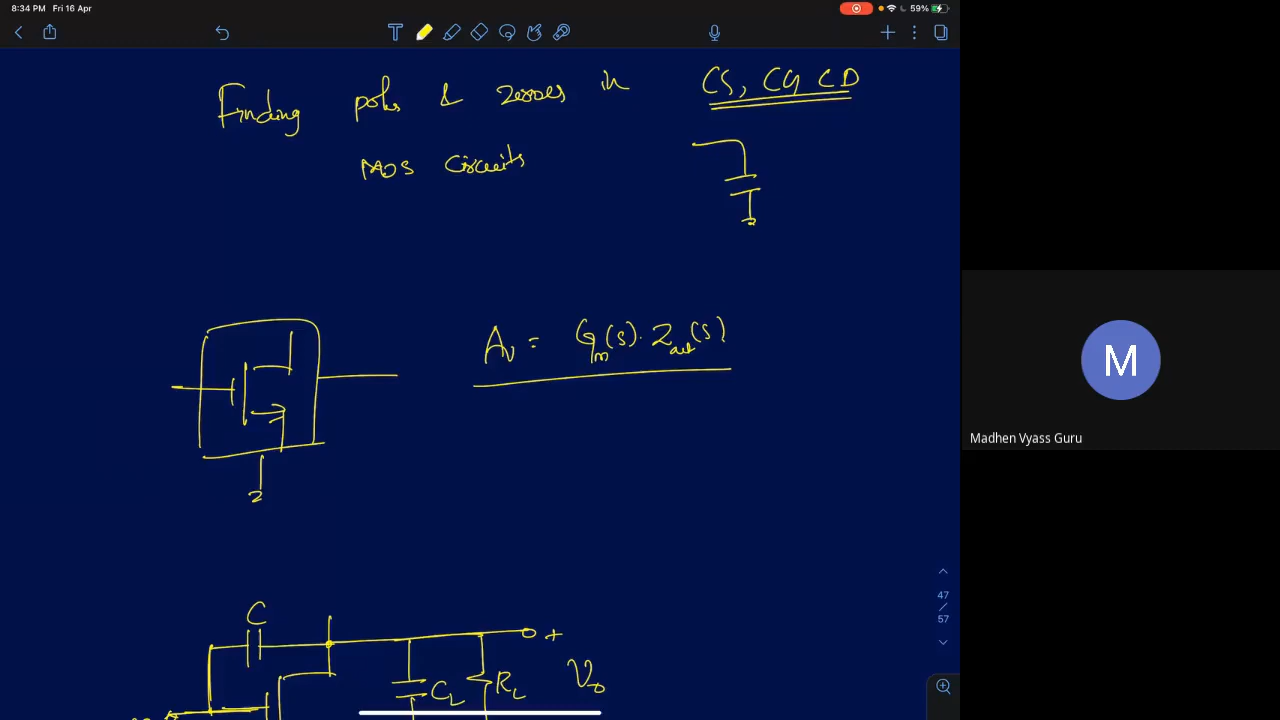 8:34 PM Fri 16 Apr
59%
Finding poles & zeroes in CS, CG CD
MOS Circuits
Av = Gm(s). Zout(s)
47
/
57
C
+
CL
RL
Vo
M
Madhen Vyass Guru